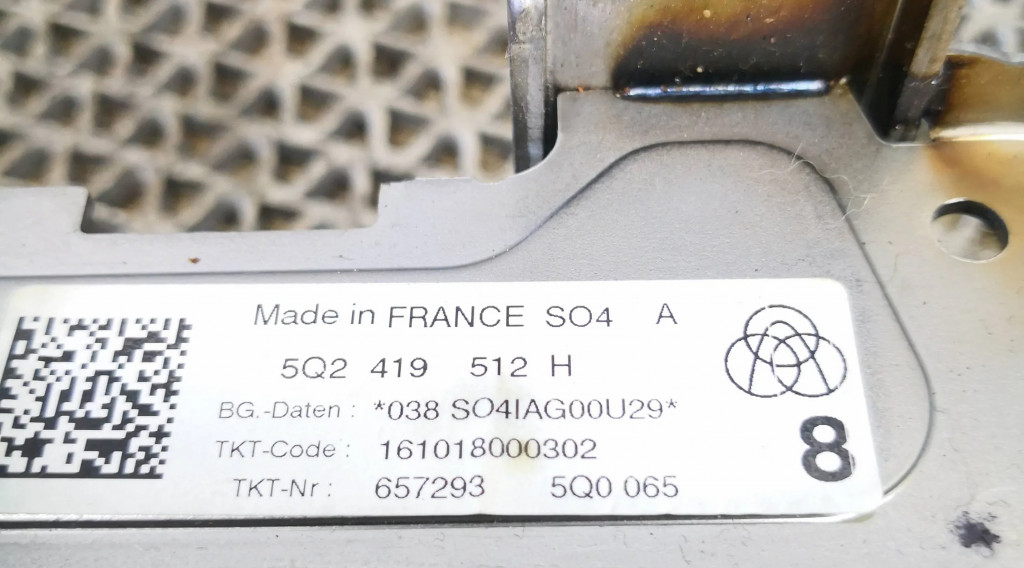 Made in FRANCE SO4 A
5Q2 419 512 H
BG.-Daten : *038 SO4IAG00U29*
TKT-Code : 161018000302
TKT-Nr : 657293 5Q0 065
8